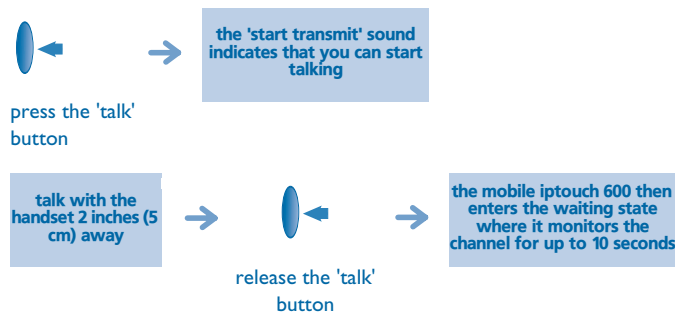 the 'start transmit' sound
indicates that you can start
talking
press the 'talk'
button
talk with the
handset 2 inches (5
cm) away
release the 'talk'
button
the mobile iptouch 600 then
enters the waiting state
where it monitors the
channel for up to 10 seconds